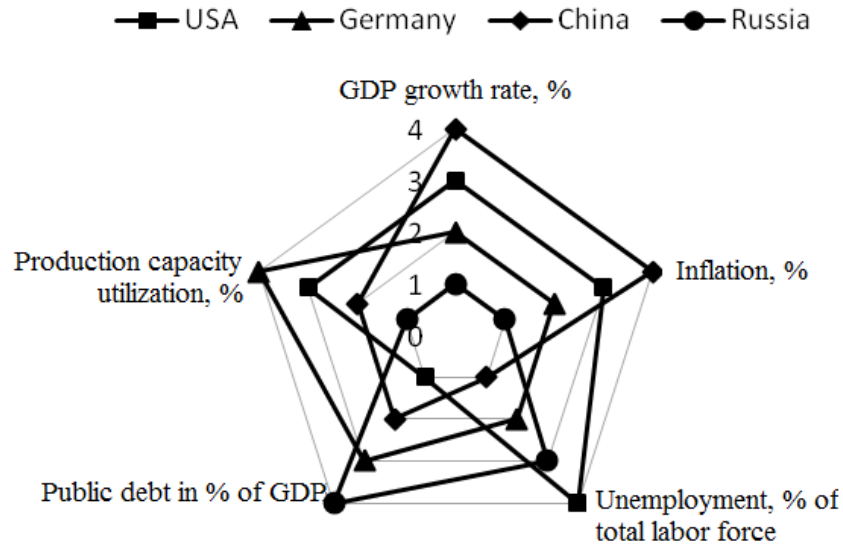 USA Germany China Russia
GDP growth rate, %
4
3
2
1
0
Inflation, %
Production capacity
utilization, %
Public debt in % of GDP
Unemployment, % of
total labor force